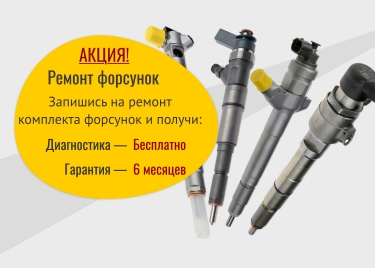 АКЦИЯ!
Ремонт форсунок
Запишись на ремонт
комплекта форсунок и получи:
Диагностика — Бесплатно
Гарантия — 6 месяцев